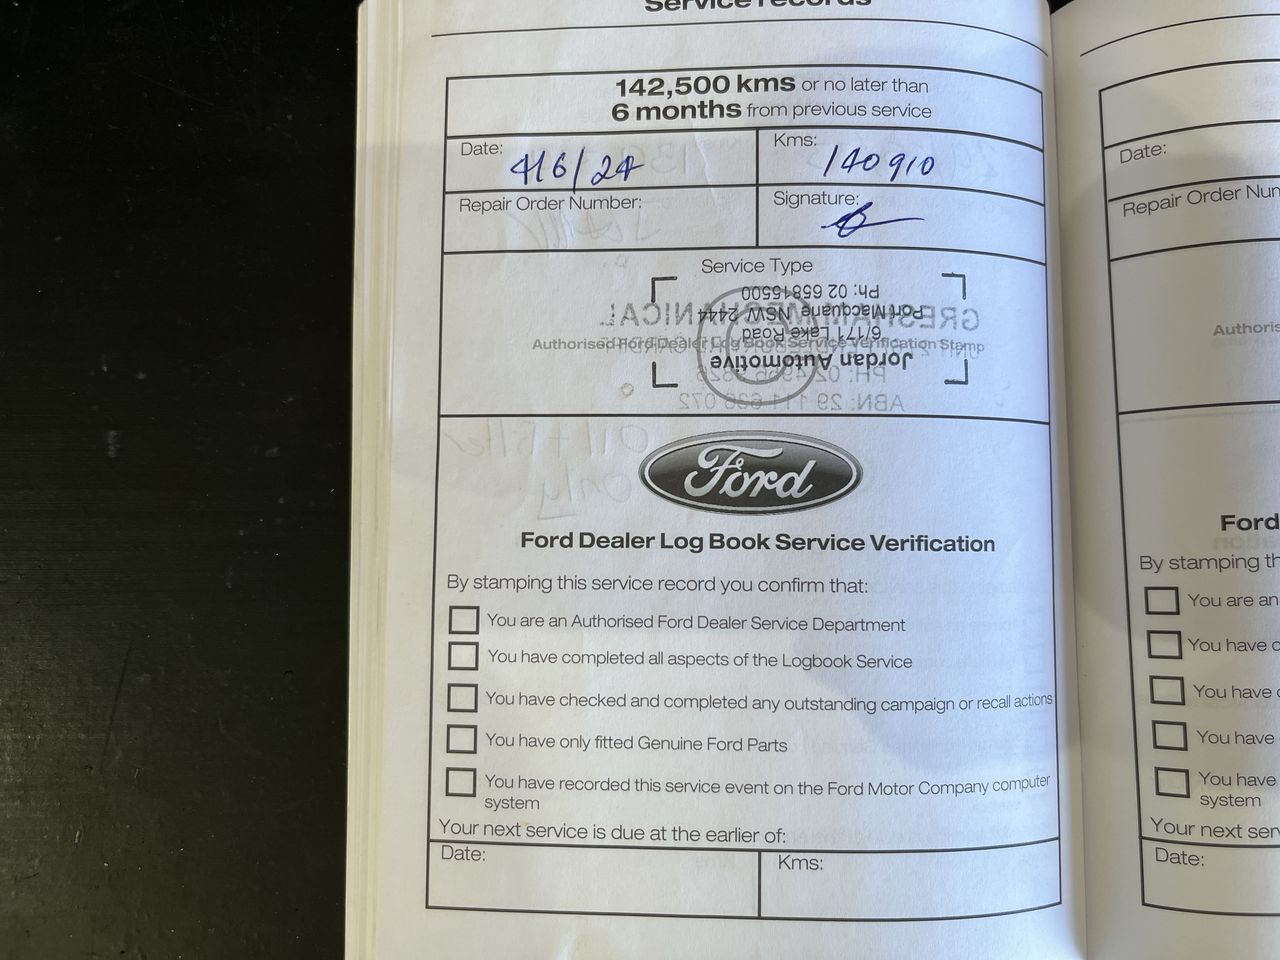 Service records
142,500 kms or no later than
6 months from previous service
Date: 4/6/24
Kms: 140910
Repair Order Number:
Signature:
Service Type
Authorised Ford Dealer Log Book Service Verification Stamp
Jordan Automotive
6/171 Lake Road
Port Macquarie NSW 2444
Ph: 02 65815500
GRESHAM MECHANICAL
ABN: 29 111 636 072
Oil + Filter
only
Ford
Ford Dealer Log Book Service Verification
By stamping this service record you confirm that:
You are an Authorised Ford Dealer Service Department
You have completed all aspects of the Logbook Service
You have checked and completed any outstanding campaign or recall actions
You have only fitted Genuine Ford Parts
You have recorded this service event on the Ford Motor Company computer
system
Your next service is due at the earlier of:
Date:
Kms:
Date:
Repair Order Num
Authoris
Ford
By stamping th
You are an
You have c
You have c
You have
You have
system
Your next serv
Date: